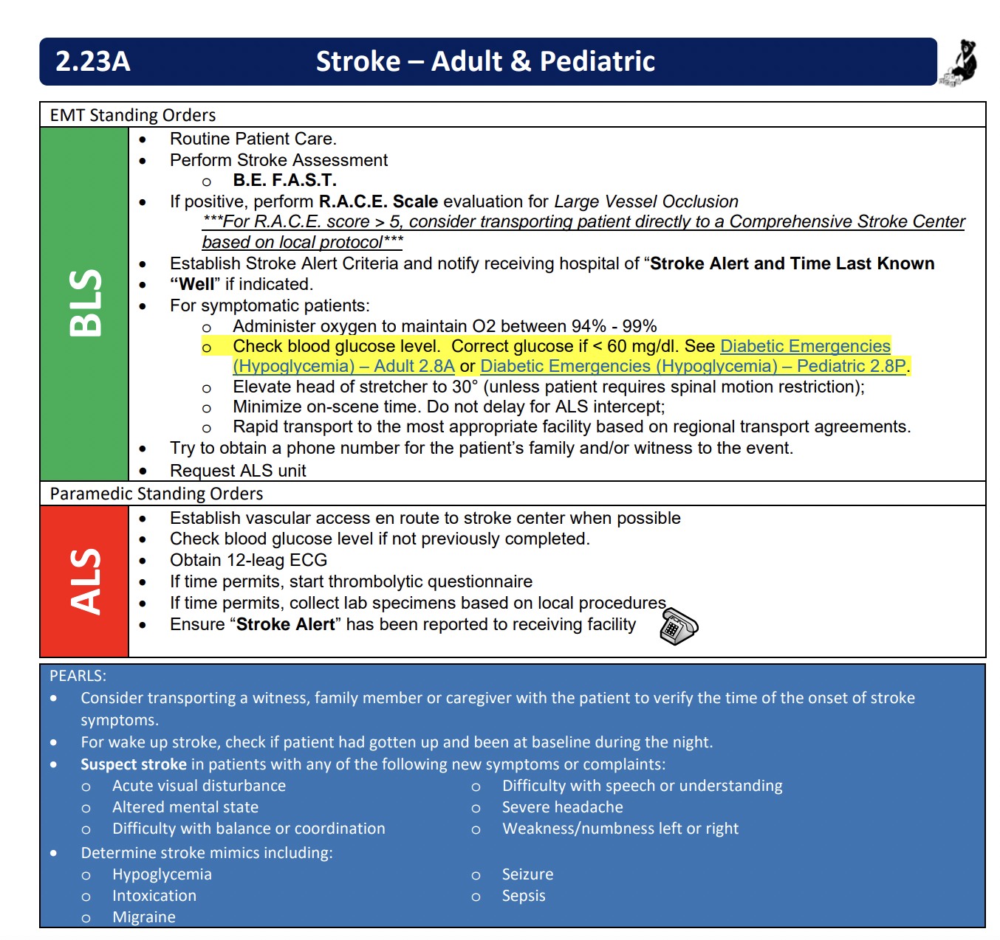 2.23A Stroke – Adult & Pediatric
EMT Standing Orders
BLS
• Routine Patient Care.
• Perform Stroke Assessment
o B.E. F.A.S.T.
• If positive, perform R.A.C.E. Scale evaluation for Large Vessel Occlusion
***For R.A.C.E. score > 5, consider transporting patient directly to a Comprehensive Stroke Center
based on local protocol***
• Establish Stroke Alert Criteria and notify receiving hospital of “Stroke Alert and Time Last Known
• “Well” if indicated.
• For symptomatic patients:
o Administer oxygen to maintain O2 between 94% - 99%
o Check blood glucose level.  Correct glucose if < 60 mg/dl. See Diabetic Emergencies
(Hypoglycemia) – Adult 2.8A or Diabetic Emergencies (Hypoglycemia) – Pediatric 2.8P.
o Elevate head of stretcher to 30° (unless patient requires spinal motion restriction);
o Minimize on-scene time. Do not delay for ALS intercept;
o Rapid transport to the most appropriate facility based on regional transport agreements.
• Try to obtain a phone number for the patient’s family and/or witness to the event.
• Request ALS unit
Paramedic Standing Orders
ALS
• Establish vascular access en route to stroke center when possible
• Check blood glucose level if not previously completed.
• Obtain 12-leag ECG
• If time permits, start thrombolytic questionnaire
• If time permits, collect lab specimens based on local procedures
• Ensure “Stroke Alert” has been reported to receiving facility
PEARLS:
• Consider transporting a witness, family member or caregiver with the patient to verify the time of the onset of stroke
symptoms.
• For wake up stroke, check if patient had gotten up and been at baseline during the night.
• Suspect stroke in patients with any of the following new symptoms or complaints:
o Acute visual disturbance
o Altered mental state
o Difficulty with balance or coordination
o Difficulty with speech or understanding
o Severe headache
o Weakness/numbness left or right
• Determine stroke mimics including:
o Hypoglycemia
o Intoxication
o Migraine
o Seizure
o Sepsis